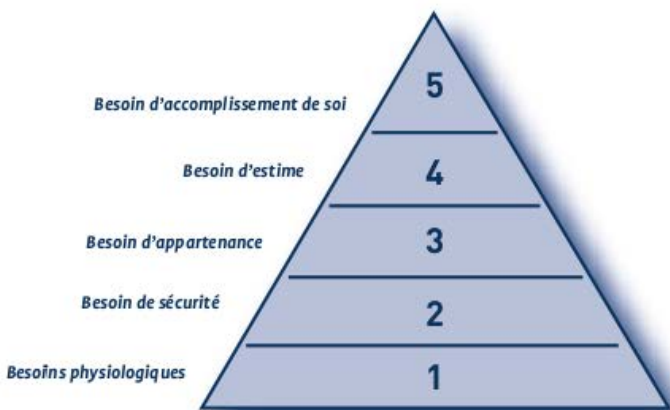 5
Besoin d'accomplissement de soi
Besoin d'estime
4
Besoin d'appartenance
3
Besoin de sécurité
2
Besoins physiologiques
1